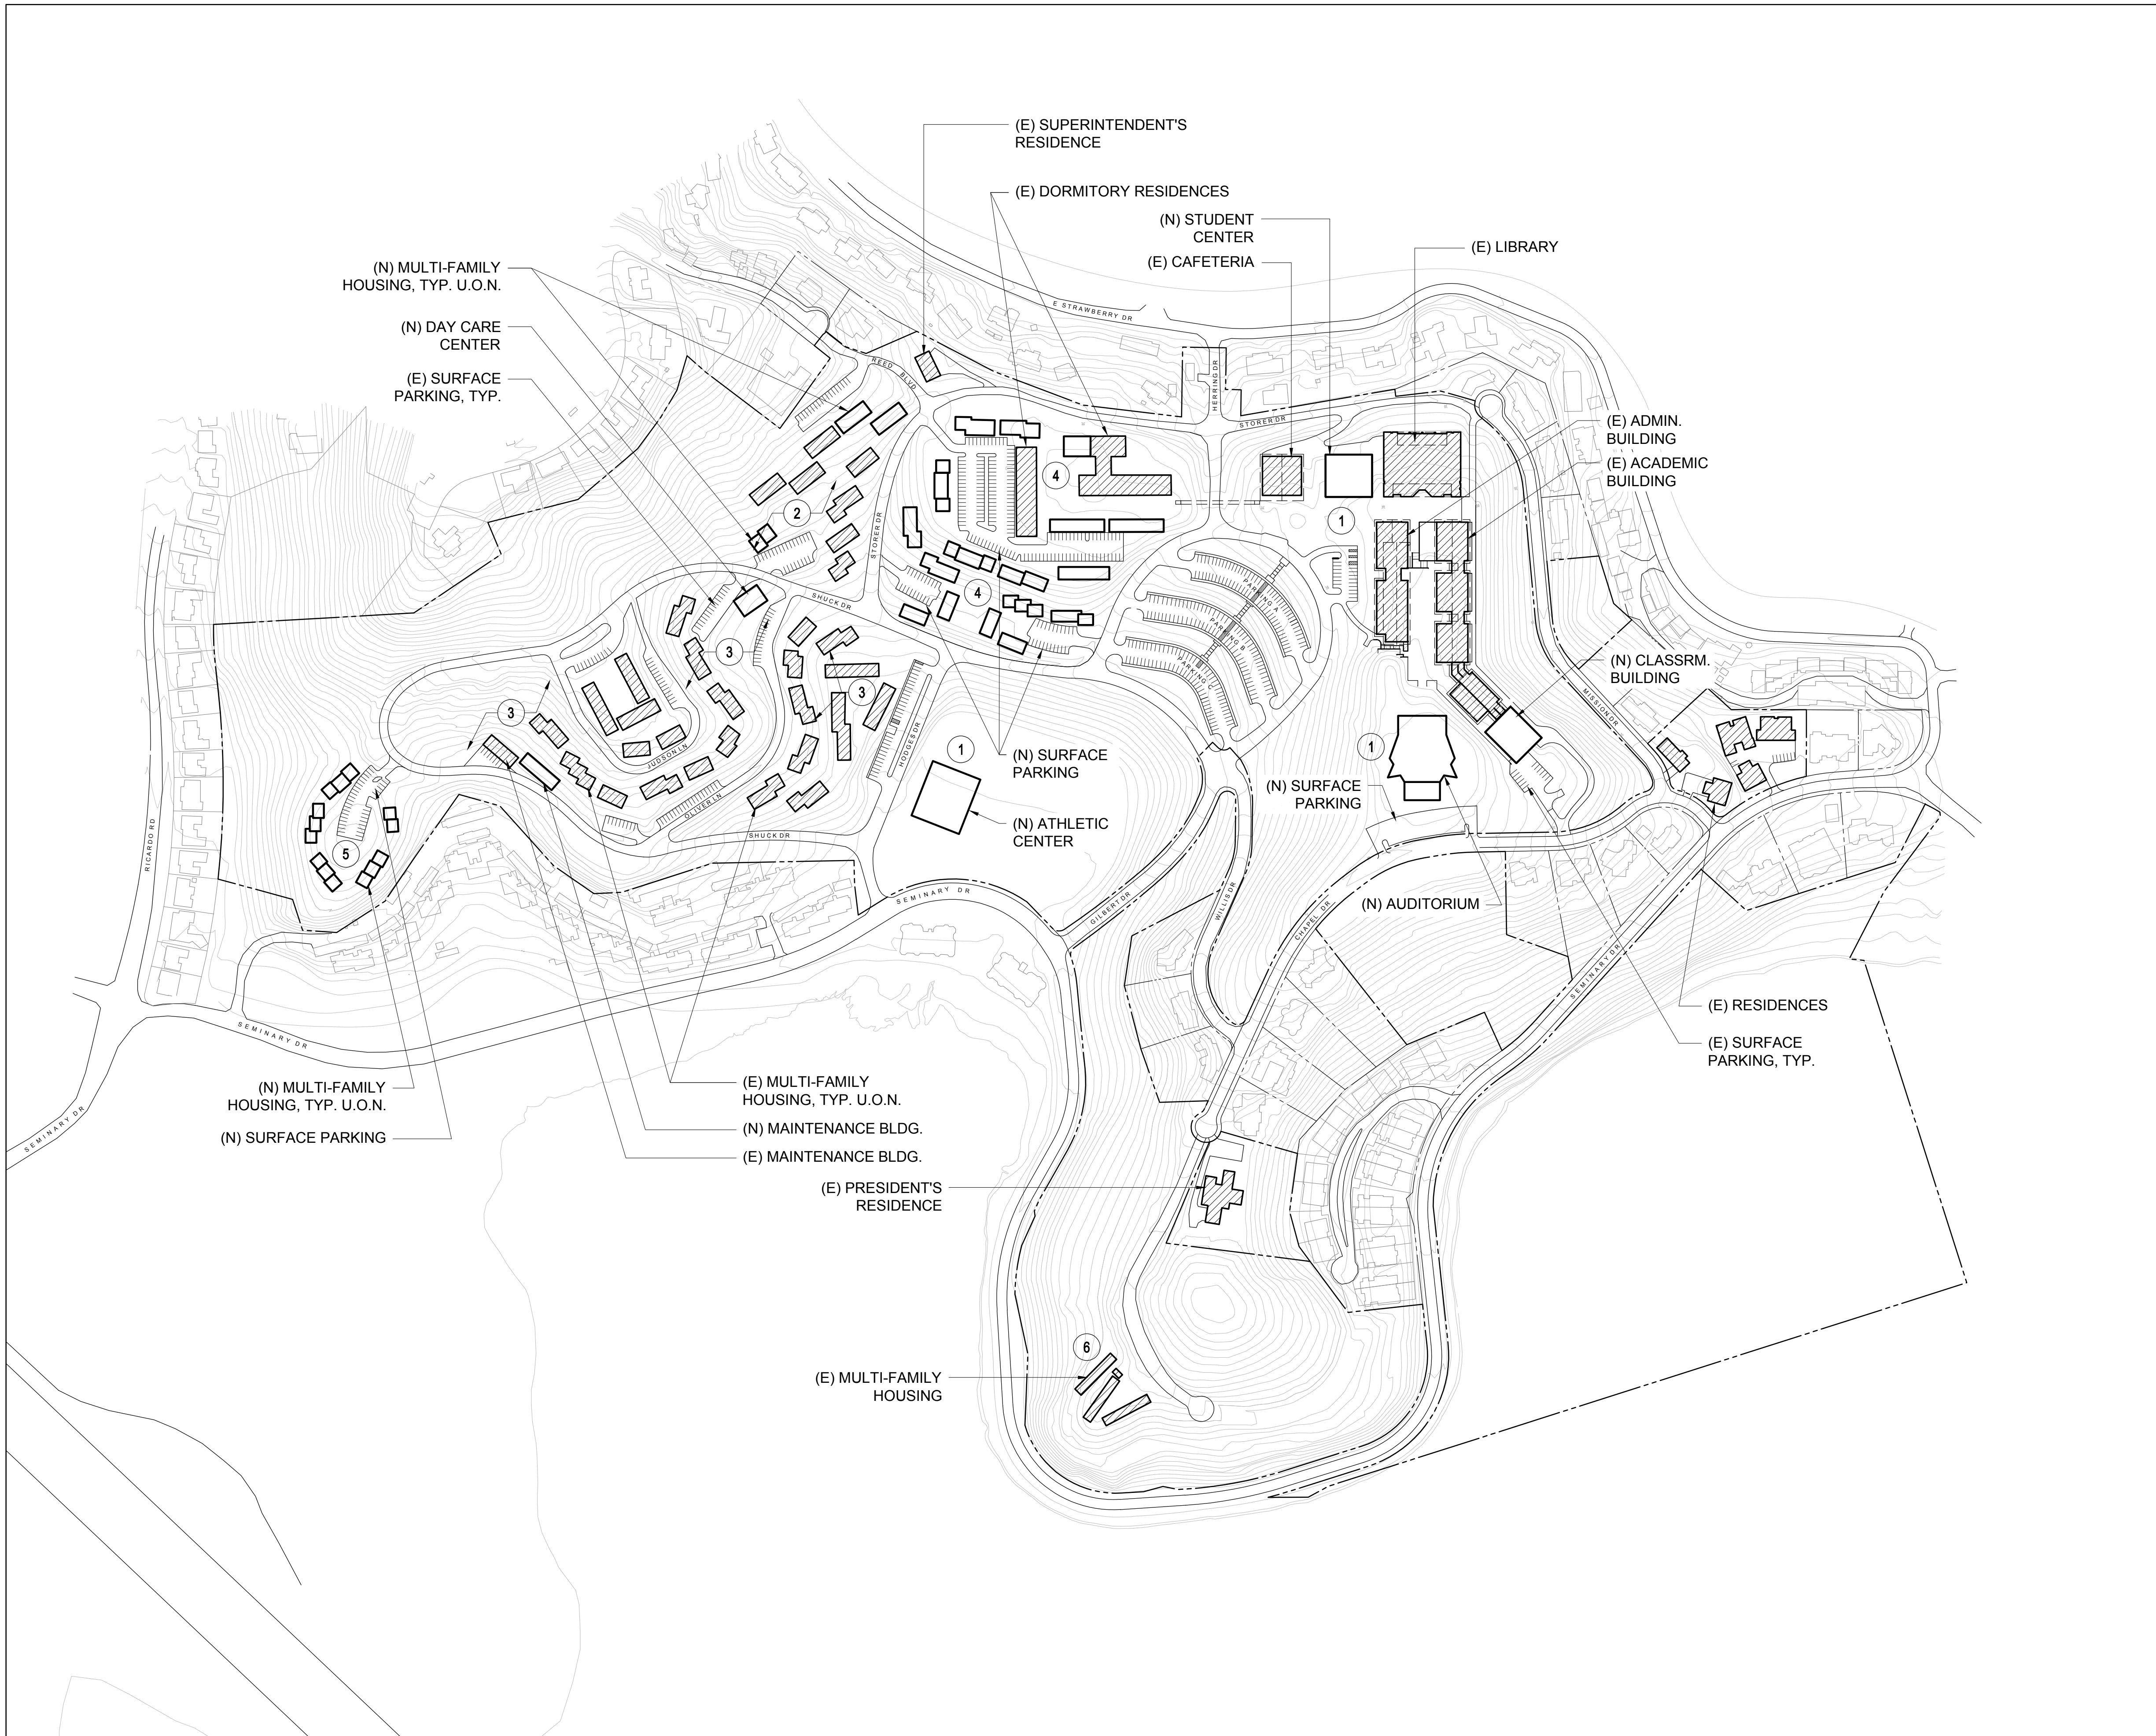 (E) SUPERINTENDENT'S
RESIDENCE
(E) DORMITORY RESIDENCES
(N) STUDENT
CENTER
(E) LIBRARY
(E) CAFETERIA
(N) MULTI-FAMILY
HOUSING, TYP. U.O.N.
(N) DAY CARE
CENTER
(E) SURFACE
PARKING, TYP.
E STRAWBERRY DR
REED BLVD
HERRING DR
STORER DR
(E) ADMIN.
BUILDING
(E) ACADEMIC
BUILDING
4
2
1
STORER DR
PARKING A
PARKING B
PARKING C
4
SHUCK DR
3
3
3
(N) CLASSRM.
BUILDING
MISSION DR
JUDSON LN
HODGES DR
1
1
(N) SURFACE
PARKING
(N) SURFACE
PARKING
OLIVER LN
SHUCK DR
(N) ATHLETIC
CENTER
RICARDO RD
5
SEMINARY DR
GILBERT DR
WILLIS DR
CHAPEL DR
(N) AUDITORIUM
SEMINARY DR
(E) RESIDENCES
(E) SURFACE
PARKING, TYP.
SEMINARY DR
SEMINARY DR
(N) MULTI-FAMILY
HOUSING, TYP. U.O.N.
(N) SURFACE PARKING
(E) MULTI-FAMILY
HOUSING, TYP. U.O.N.
(N) MAINTENANCE BLDG.
(E) MAINTENANCE BLDG.
(E) PRESIDENT'S
RESIDENCE
6
(E) MULTI-FAMILY
HOUSING